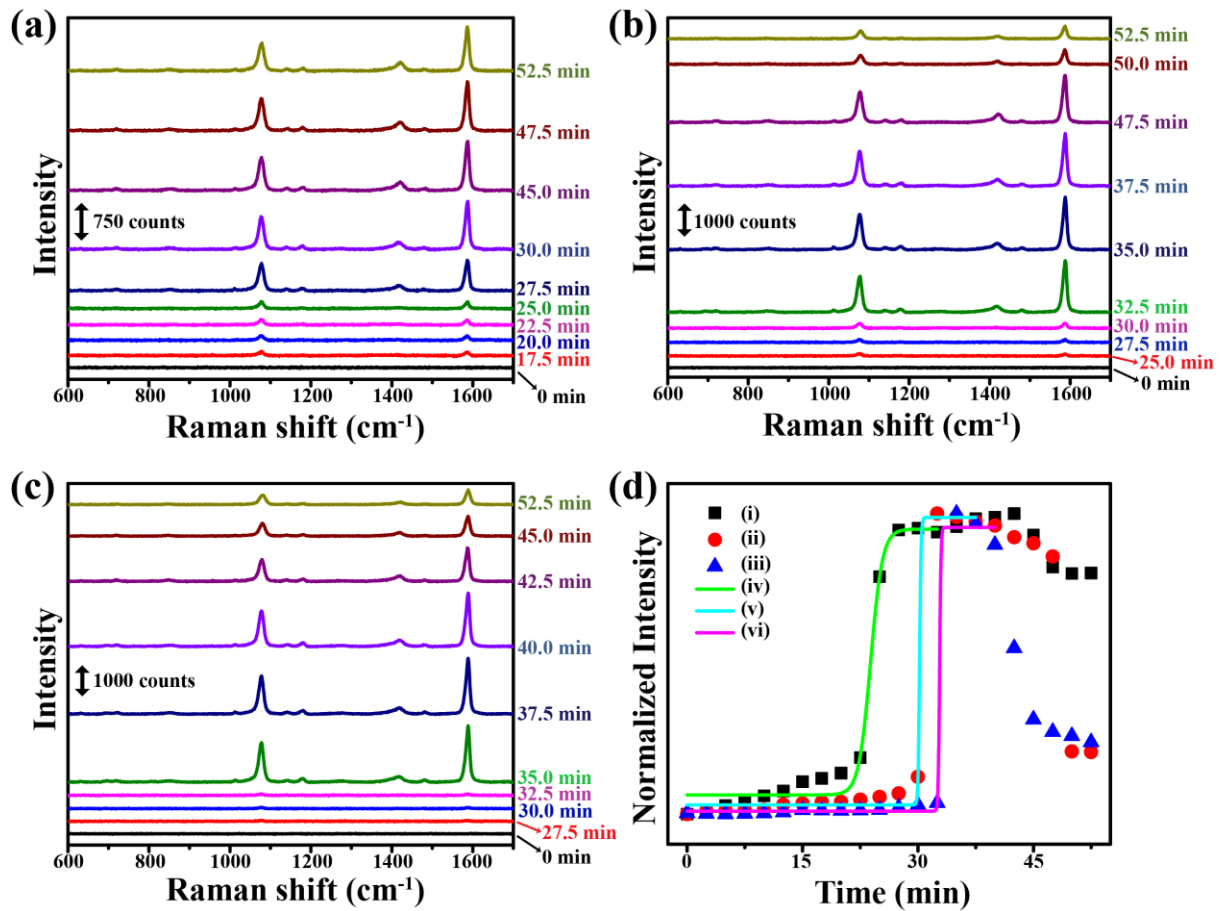 (a)
Intensity
750 counts
52.5 min
47.5 min
45.0 min
30.0 min
27.5 min
25.0 min
22.5 min
20.0 min
17.5 min
0 min
600 800 1000 1200 1400 1600
Raman shift (cm⁻¹)
(b)
Intensity
1000 counts
52.5 min
50.0 min
47.5 min
37.5 min
35.0 min
32.5 min
30.0 min
27.5 min
25.0 min
0 min
600 800 1000 1200 1400 1600
Raman shift (cm⁻¹)
(c)
Intensity
1000 counts
52.5 min
45.0 min
42.5 min
40.0 min
37.5 min
35.0 min
32.5 min
30.0 min
27.5 min
0 min
600 800 1000 1200 1400 1600
Raman shift (cm⁻¹)
(d)
Normalized Intensity
(i)
(ii)
(iii)
(iv)
(v)
(vi)
0 15 30 45
Time (min)